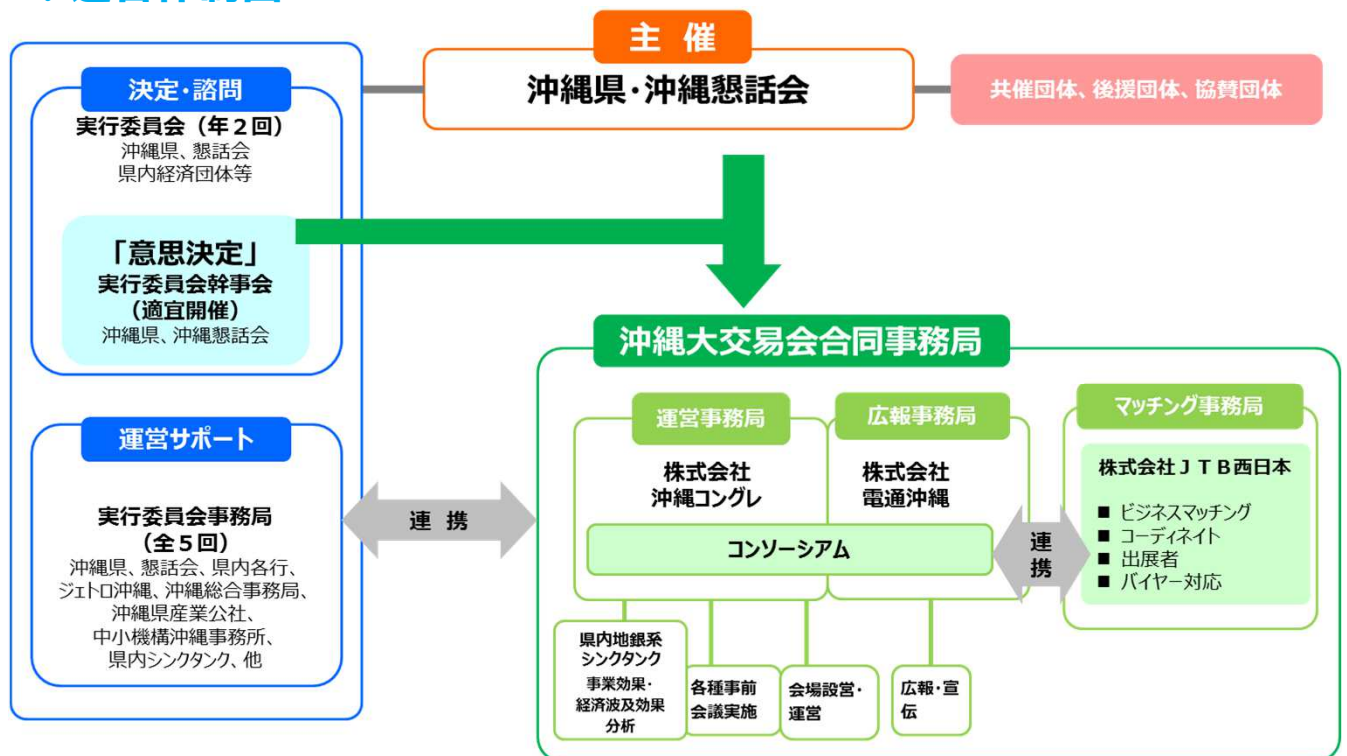 主 催
沖縄県・沖縄懇話会
共催団体、後援団体、協賛団体
決定・諮問
実行委員会（年２回）
沖縄県、懇話会
県内経済団体等
「意思決定」
実行委員会幹事会
（適宜開催）
沖縄県、沖縄懇話会
運営サポート
実行委員会事務局
（全５回）
沖縄県、懇話会、県内各行、
ジェトロ沖縄、沖縄総合事務局、
沖縄県産業公社、
中小機構沖縄事務所、
県内シンクタンク、他
連 携
沖縄大交易会合同事務局
運営事務局
株式会社
沖縄コングレ
広報事務局
株式会社
電通沖縄
コンソーシアム
連
携
マッチング事務局
株式会社ＪＴＢ西日本
■ ビジネスマッチング
■ コーディネイト
■ 出展者
■ バイヤー対応
県内地銀系
シンクタンク
事業効果・
経済波及効果
分析
各種事前
会議実施
会場設営・
運営
広報・宣
伝